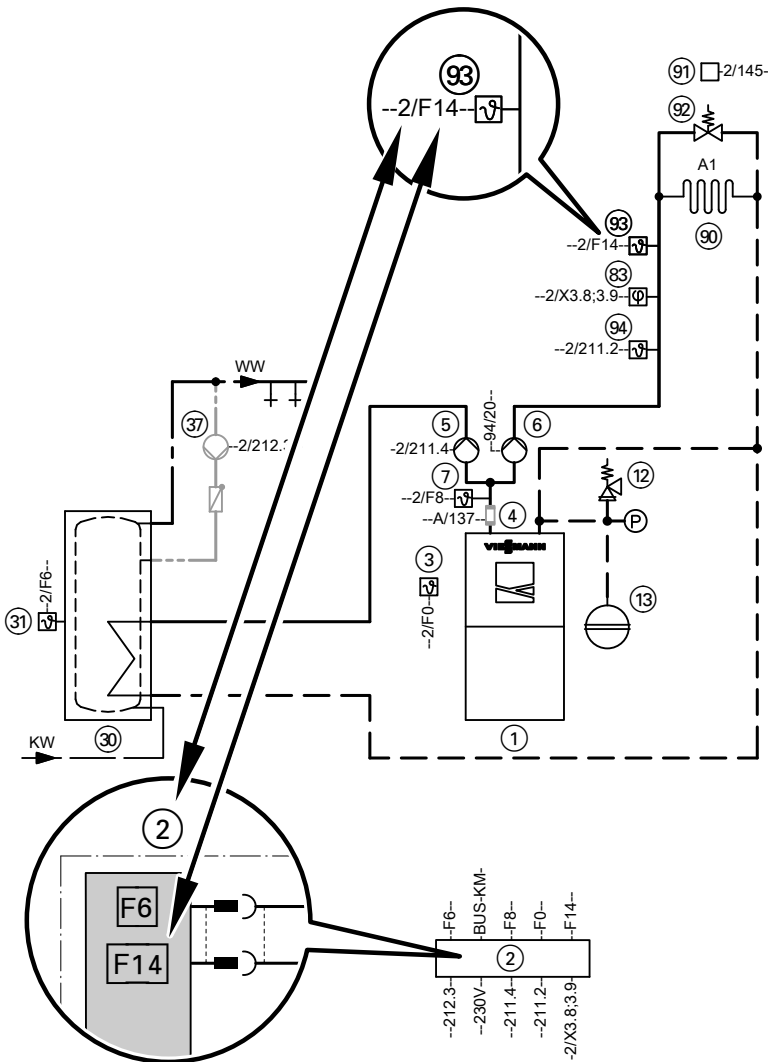 93
--2/F14--
91 -2/145-
92
A1
90
93
--2/F14--
83
--2/X3.8;3.9--
94
--2/211.2--
WW
37
--2/212.
5
-2/211.4-
94/20--
6
7
--2/F8--
--A/137--
4
12
P
VIESMANN
3
--2/F0--
13
31
--2/F6--
30
KW
1
2
F6
F14
--F6--
-BUS-KM-
--F8--
--F0--
--F14--
2
--212.3--
--230V--
--211.4--
--211.2--
-2/X3.8;3.9-